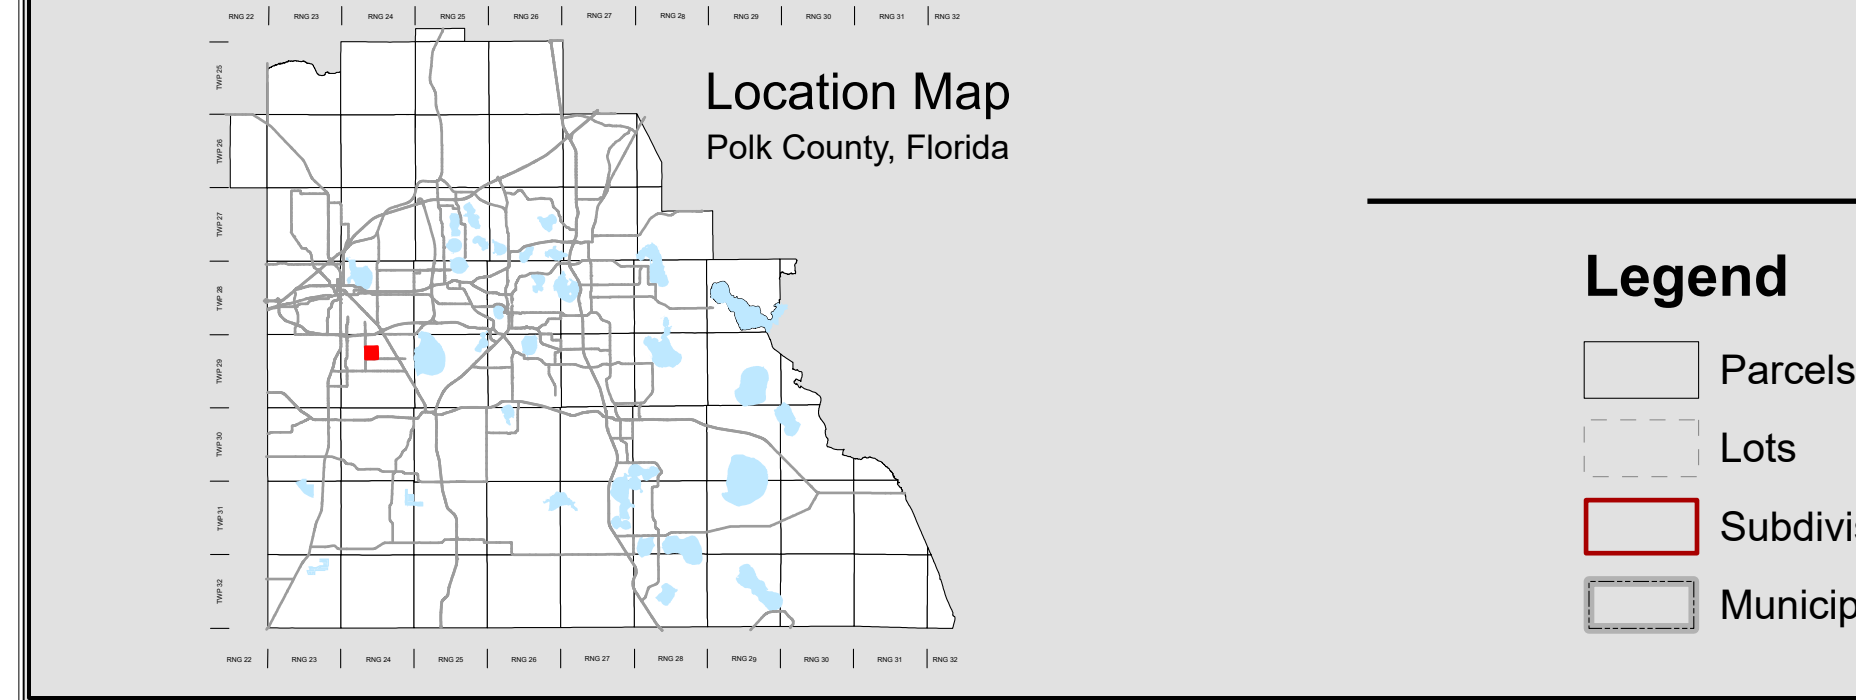 RNG 22 RNG 23 RNG 24 RNG 25 RNG 26 RNG 27 RNG 28 RNG 29 RNG 30 RNG 31 RNG 32
TWP 25
TWP 26
TWP 27
TWP 28
TWP 29
TWP 30
TWP 31
TWP 32
Location Map
Polk County, Florida
RNG 22 RNG 23 RNG 24 RNG 25 RNG 26 RNG 27 RNG 28 RNG 29 RNG 30 RNG 31 RNG 32
Legend
Parcels
Lots
Subdivis
Municip